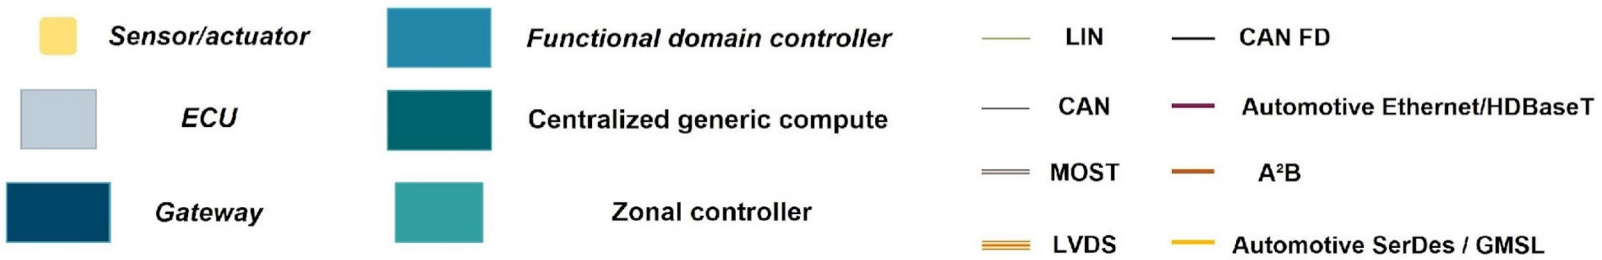 Sensor/actuator
Functional domain controller
LIN
CAN FD
ECU
Centralized generic compute
CAN
Automotive Ethernet/HDBaseT
Gateway
Zonal controller
MOST
A²B
LVDS
Automotive SerDes / GMSL